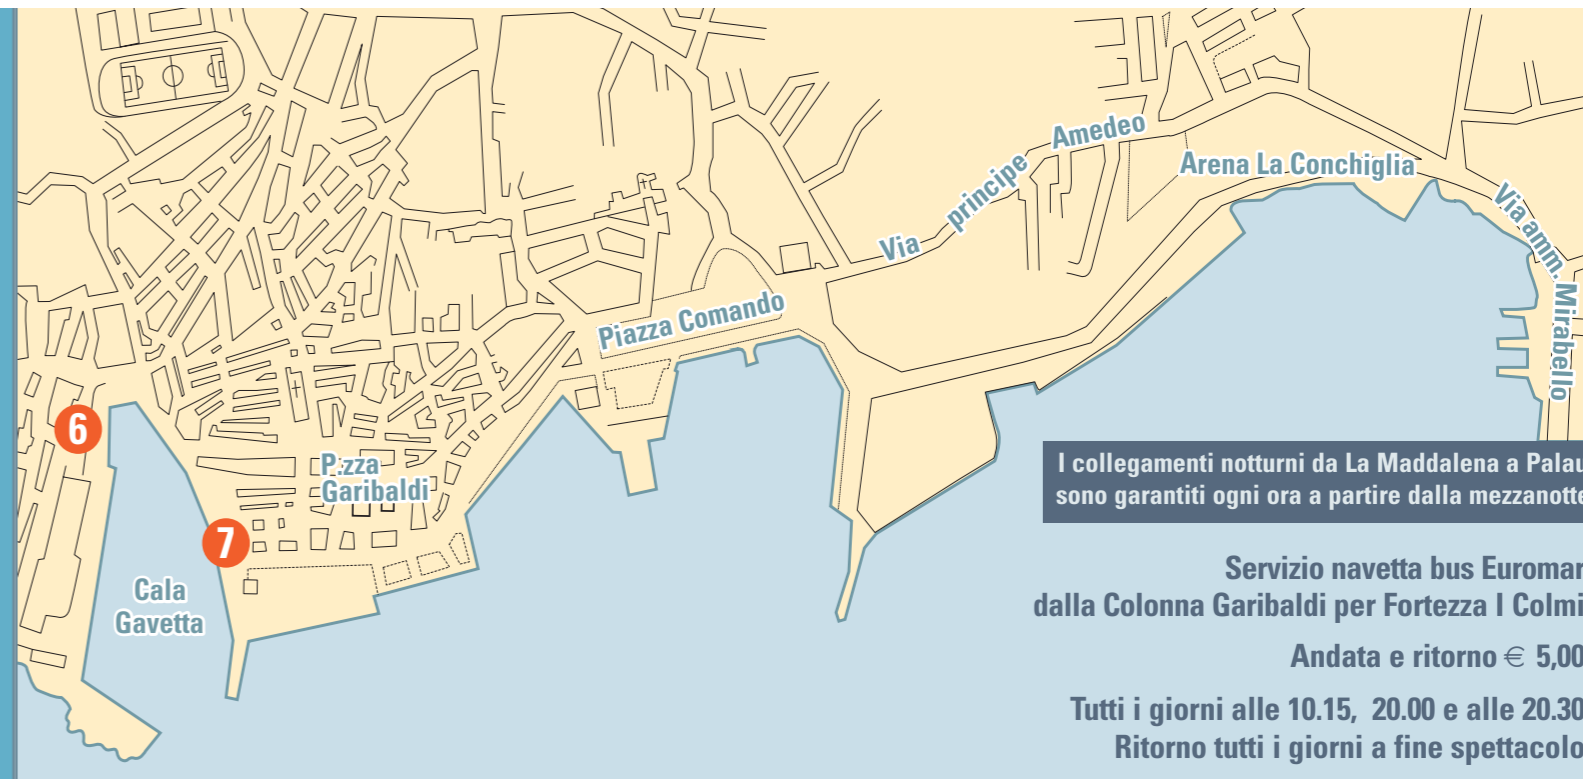 Via principe Amedeo
Arena La Conchiglia
Via amm. Mirabello
Piazza Comando
6
P.zza
Garibaldi
7
Cala
Gavetta
I collegamenti notturni da La Maddalena a Palau
sono garantiti ogni ora a partire dalla mezzanotte
Servizio navetta bus Euromar
dalla Colonna Garibaldi per Fortezza I Colmi
Andata e ritorno € 5,00
Tutti i giorni alle 10.15, 20.00 e alle 20.30
Ritorno tutti i giorni a fine spettacolo